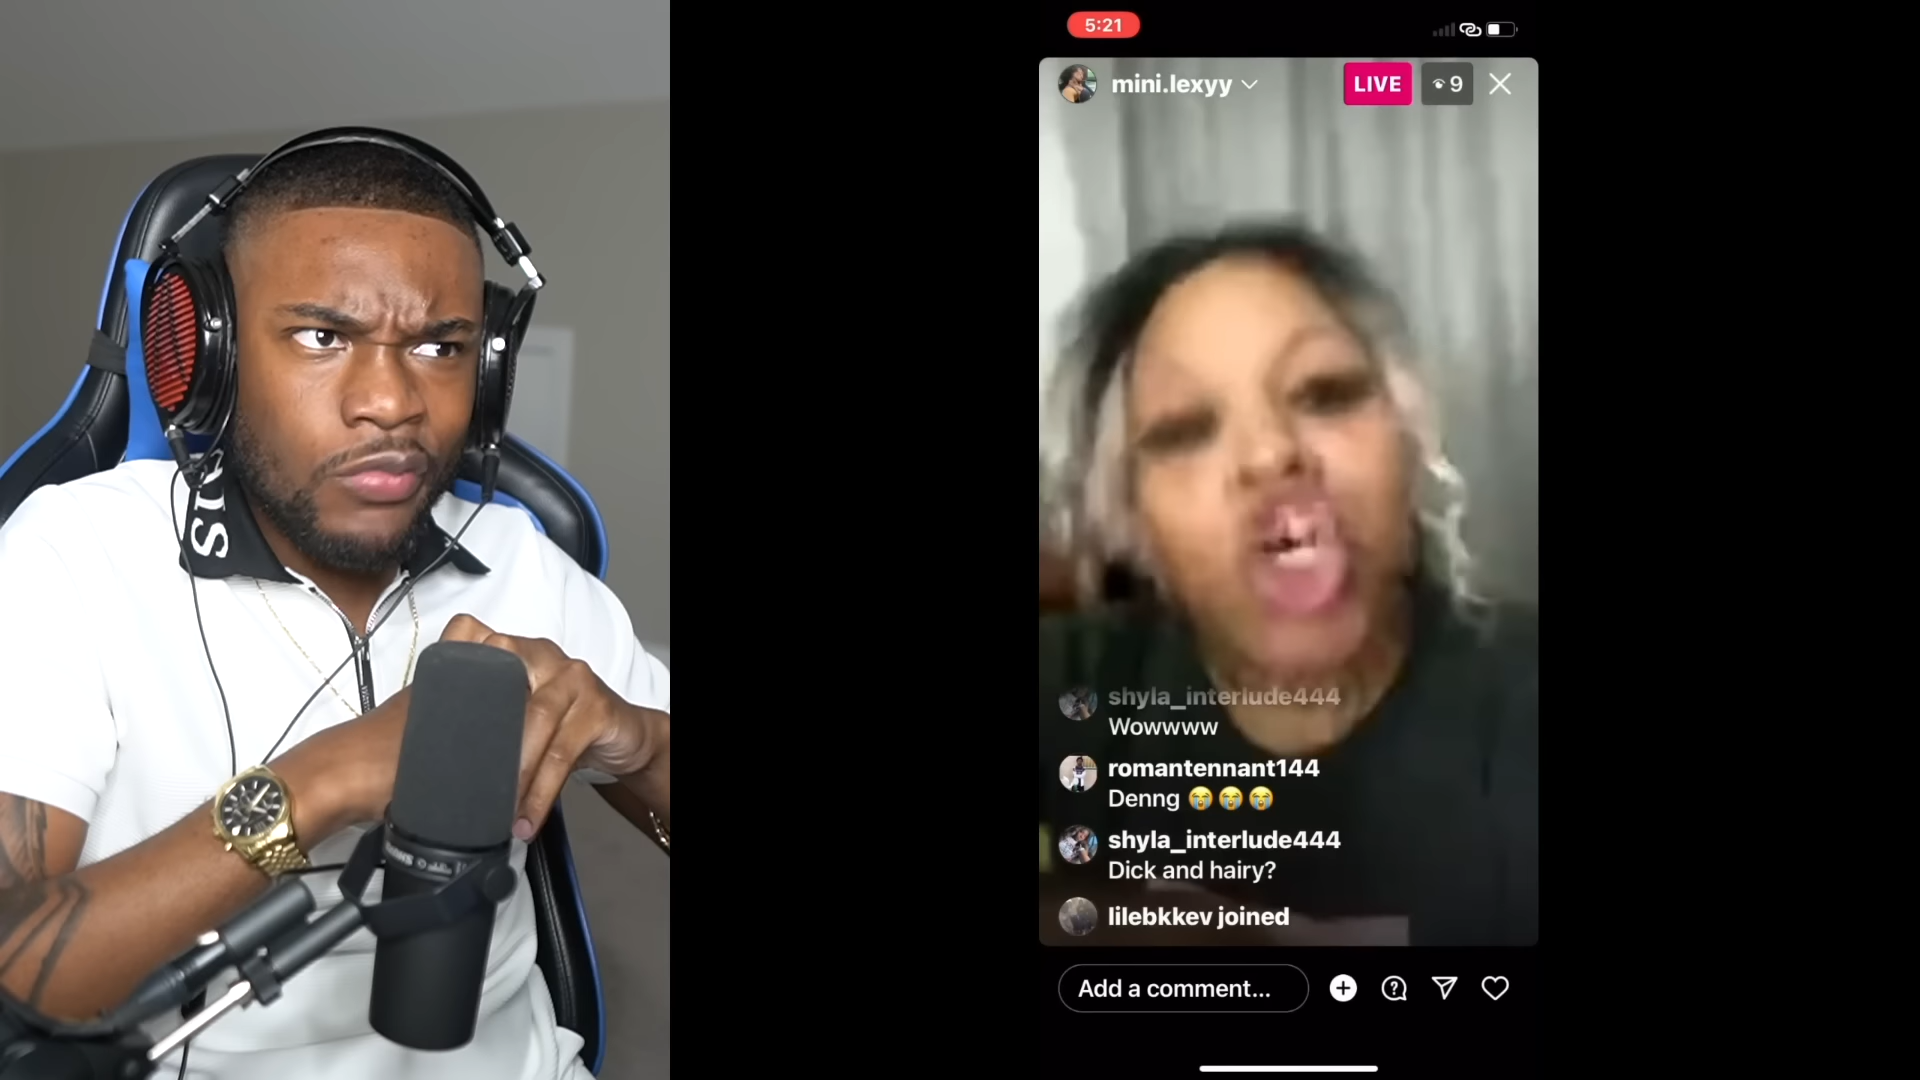 5:21
mini.lexyy
LIVE
9
shyla_interlude444
Wowwww
romantennant144
Denng 😭😭😭
shyla_interlude444
Dick and hairy?
lilebkkev joined
Add a comment...